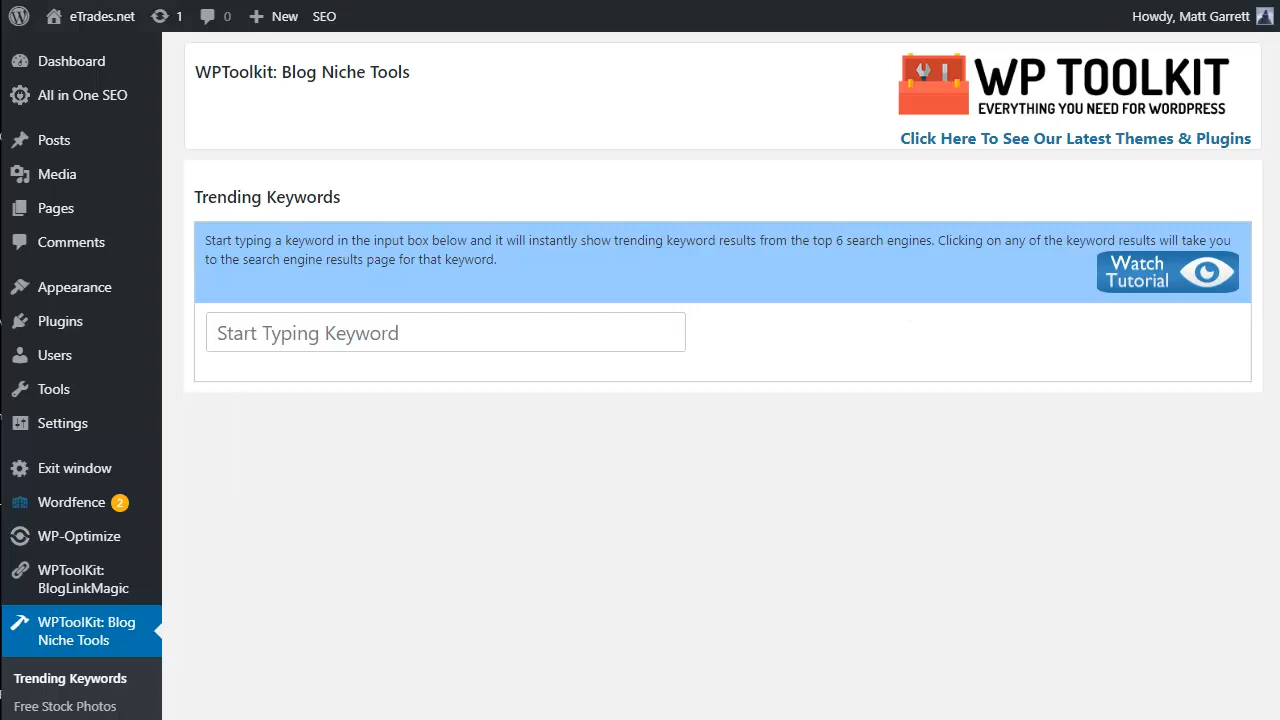 eTrades.net 1 0 New SEO Howdy, Matt Garrett
Dashboard
All in One SEO
Posts
Media
Pages
Comments
Appearance
Plugins
Users
Tools
Settings
Exit window
Wordfence 2
WP-Optimize
WPToolKit:
BlogLinkMagic
WPToolKit: Blog
Niche Tools
Trending Keywords
Free Stock Photos
WPToolkit: Blog Niche Tools
WP TOOLKIT
EVERYTHING YOU NEED FOR WORDPRESS
Click Here To See Our Latest Themes & Plugins
Trending Keywords
Start typing a keyword in the input box below and it will instantly show trending keyword results from the top 6 search engines. Clicking on any of the keyword results will take you
to the search engine results page for that keyword.
Watch
Tutorial
Start Typing Keyword